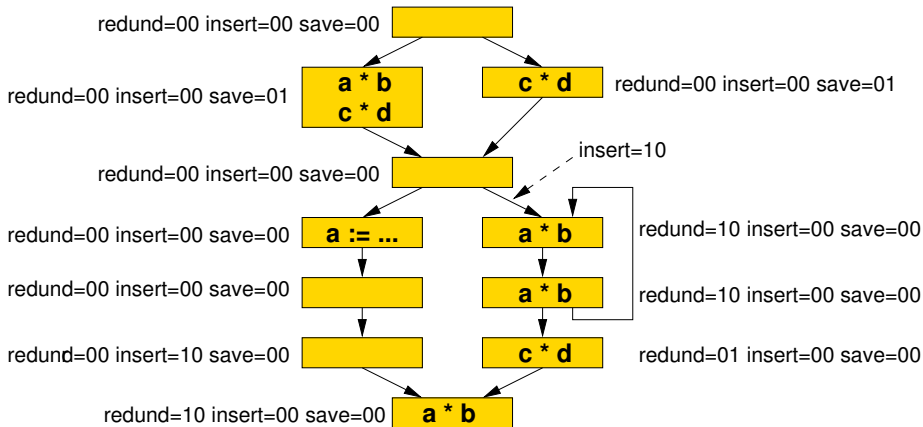 redund=00 insert=00 save=00
redund=00 insert=00 save=01
a * b
c * d
c * d
redund=00 insert=00 save=01
insert=10
redund=00 insert=00 save=00
redund=00 insert=00 save=00
a := ...
a * b
redund=10 insert=00 save=00
redund=00 insert=00 save=00
a * b
redund=10 insert=00 save=00
redund=00 insert=10 save=00
c * d
redund=01 insert=00 save=00
redund=10 insert=00 save=00
a * b